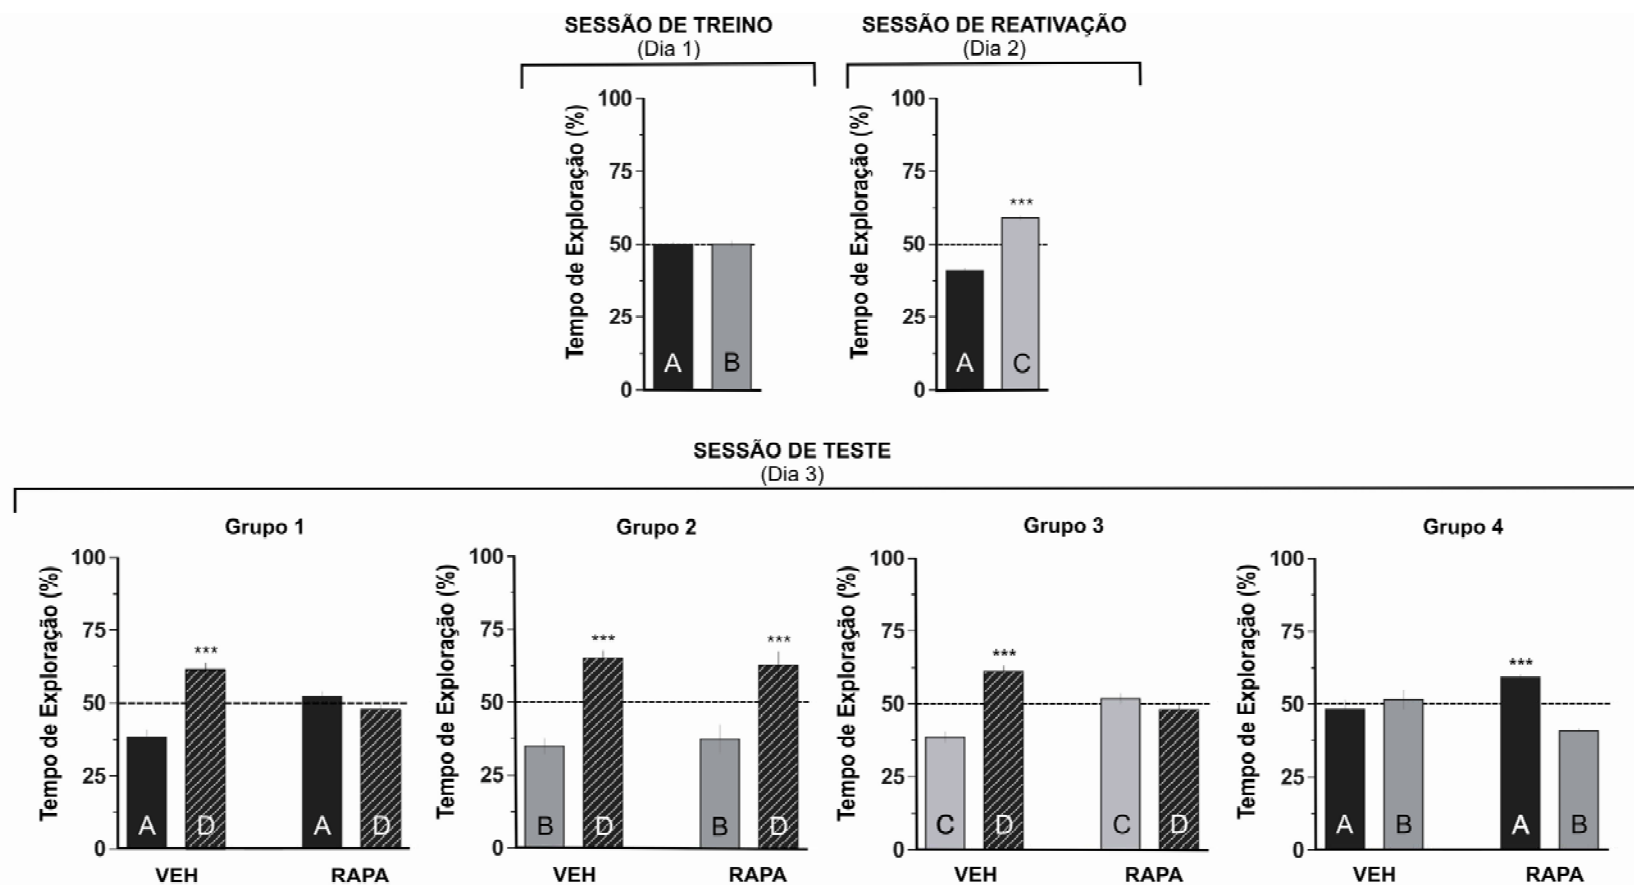 SESSÃO DE TREINO
(Dia 1)
SESSÃO DE REATIVAÇÃO
(Dia 2)
Tempo de Exploração (%)
100
75
50
25
0
A
B
Tempo de Exploração (%)
100
75
50
25
0
***
A
C
SESSÃO DE TESTE
(Dia 3)
Grupo 1
Tempo de Exploração (%)
100
75
50
25
0
***
A
D
A
D
VEH
RAPA
Grupo 2
Tempo de Exploração (%)
100
75
50
25
0
***
***
B
D
B
D
VEH
RAPA
Grupo 3
Tempo de Exploração (%)
100
75
50
25
0
***
C
D
C
D
VEH
RAPA
Grupo 4
Tempo de Exploração (%)
100
75
50
25
0
***
A
B
A
B
VEH
RAPA